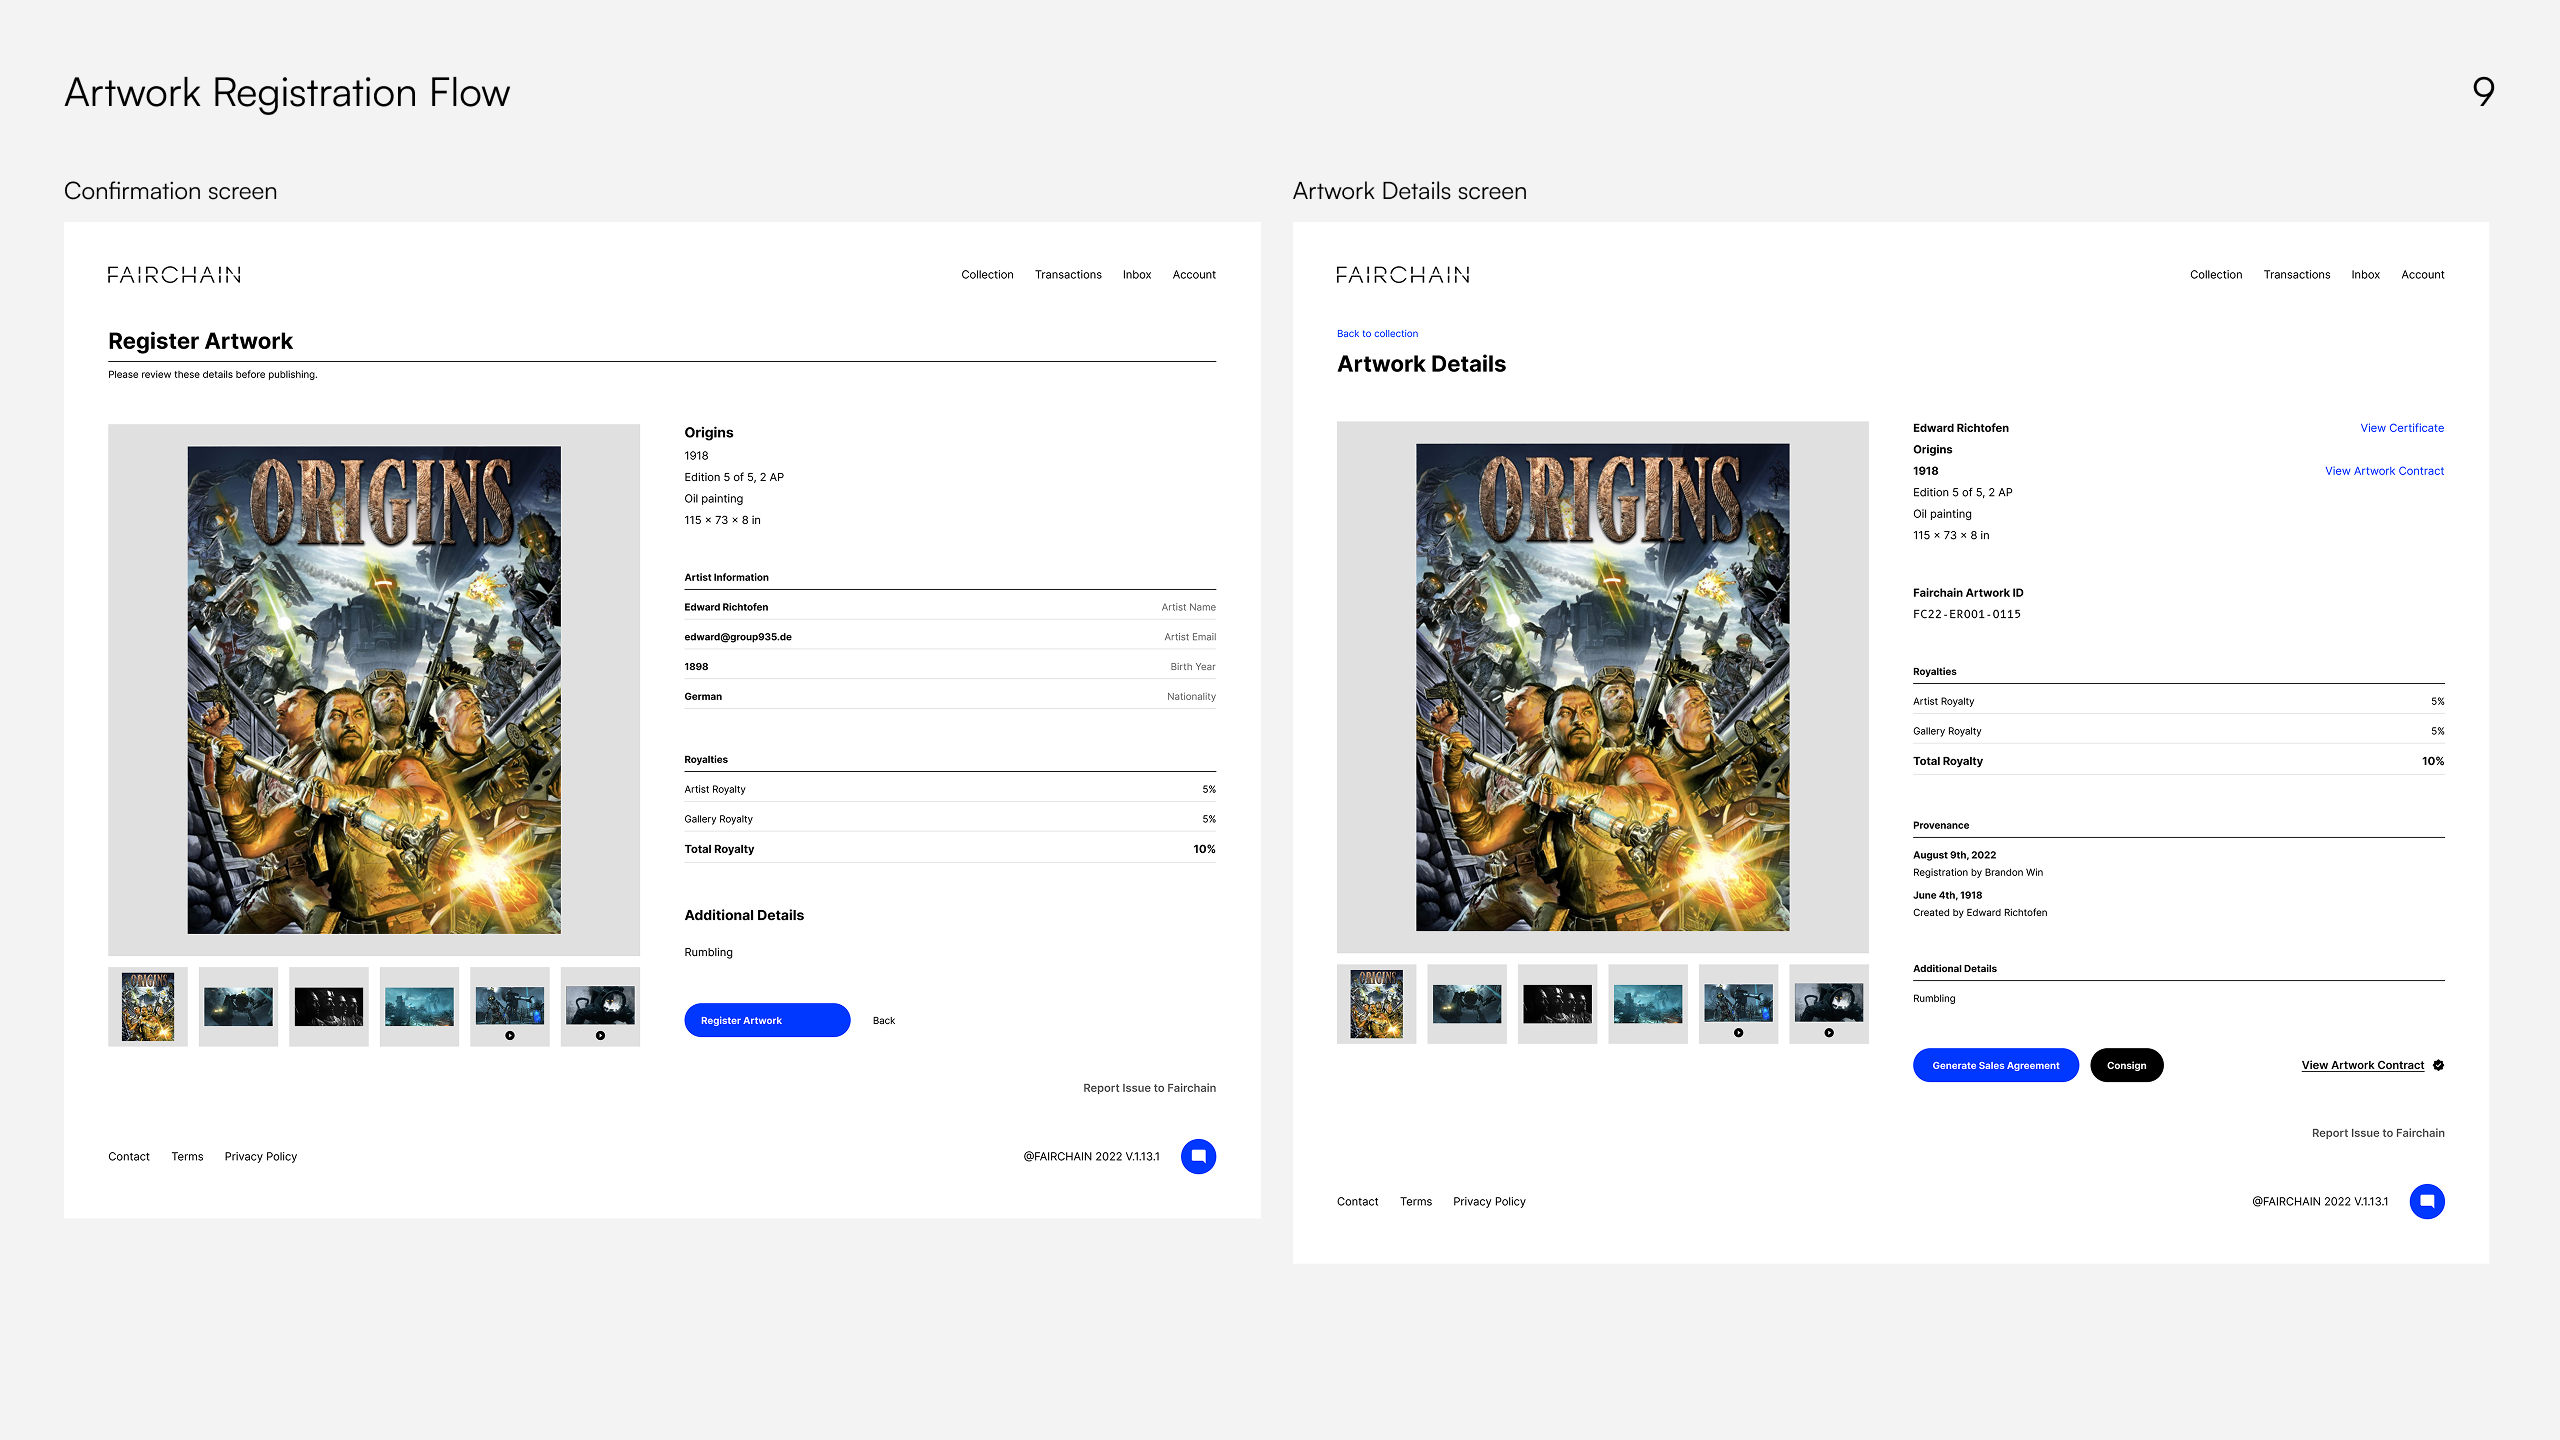 Artwork Registration Flow
9
Confirmation screen
FAIRCHAIN
Collection Transactions Inbox Account
Register Artwork
Please review these details before publishing.
ORIGINS
Origins
1918
Edition 5 of 5, 2 AP
Oil painting
115 × 73 × 8 in
Artist Information
Edward Richtofen Artist Name
edward@group935.de Artist Email
1898 Birth Year
German Nationality
Royalties
Artist Royalty 5%
Gallery Royalty 5%
Total Royalty 10%
Additional Details
Rumbling
ORIGINS
Register Artwork Back
Report Issue to Fairchain
Contact Terms Privacy Policy @FAIRCHAIN 2022 V.1.13.1
Artwork Details screen
FAIRCHAIN
Collection Transactions Inbox Account
Back to collection
Artwork Details
ORIGINS
Edward Richtofen View Certificate
Origins
1918 View Artwork Contract
Edition 5 of 5, 2 AP
Oil painting
115 × 73 × 8 in
Fairchain Artwork ID
FC22-ER001-0115
Royalties
Artist Royalty 5%
Gallery Royalty 5%
Total Royalty 10%
Provenance
August 9th, 2022
Registration by Brandon Win
June 4th, 1918
Created by Edward Richtofen
Additional Details
Rumbling
ORIGINS
Generate Sales Agreement Consign View Artwork Contract
Report Issue to Fairchain
Contact Terms Privacy Policy @FAIRCHAIN 2022 V.1.13.1